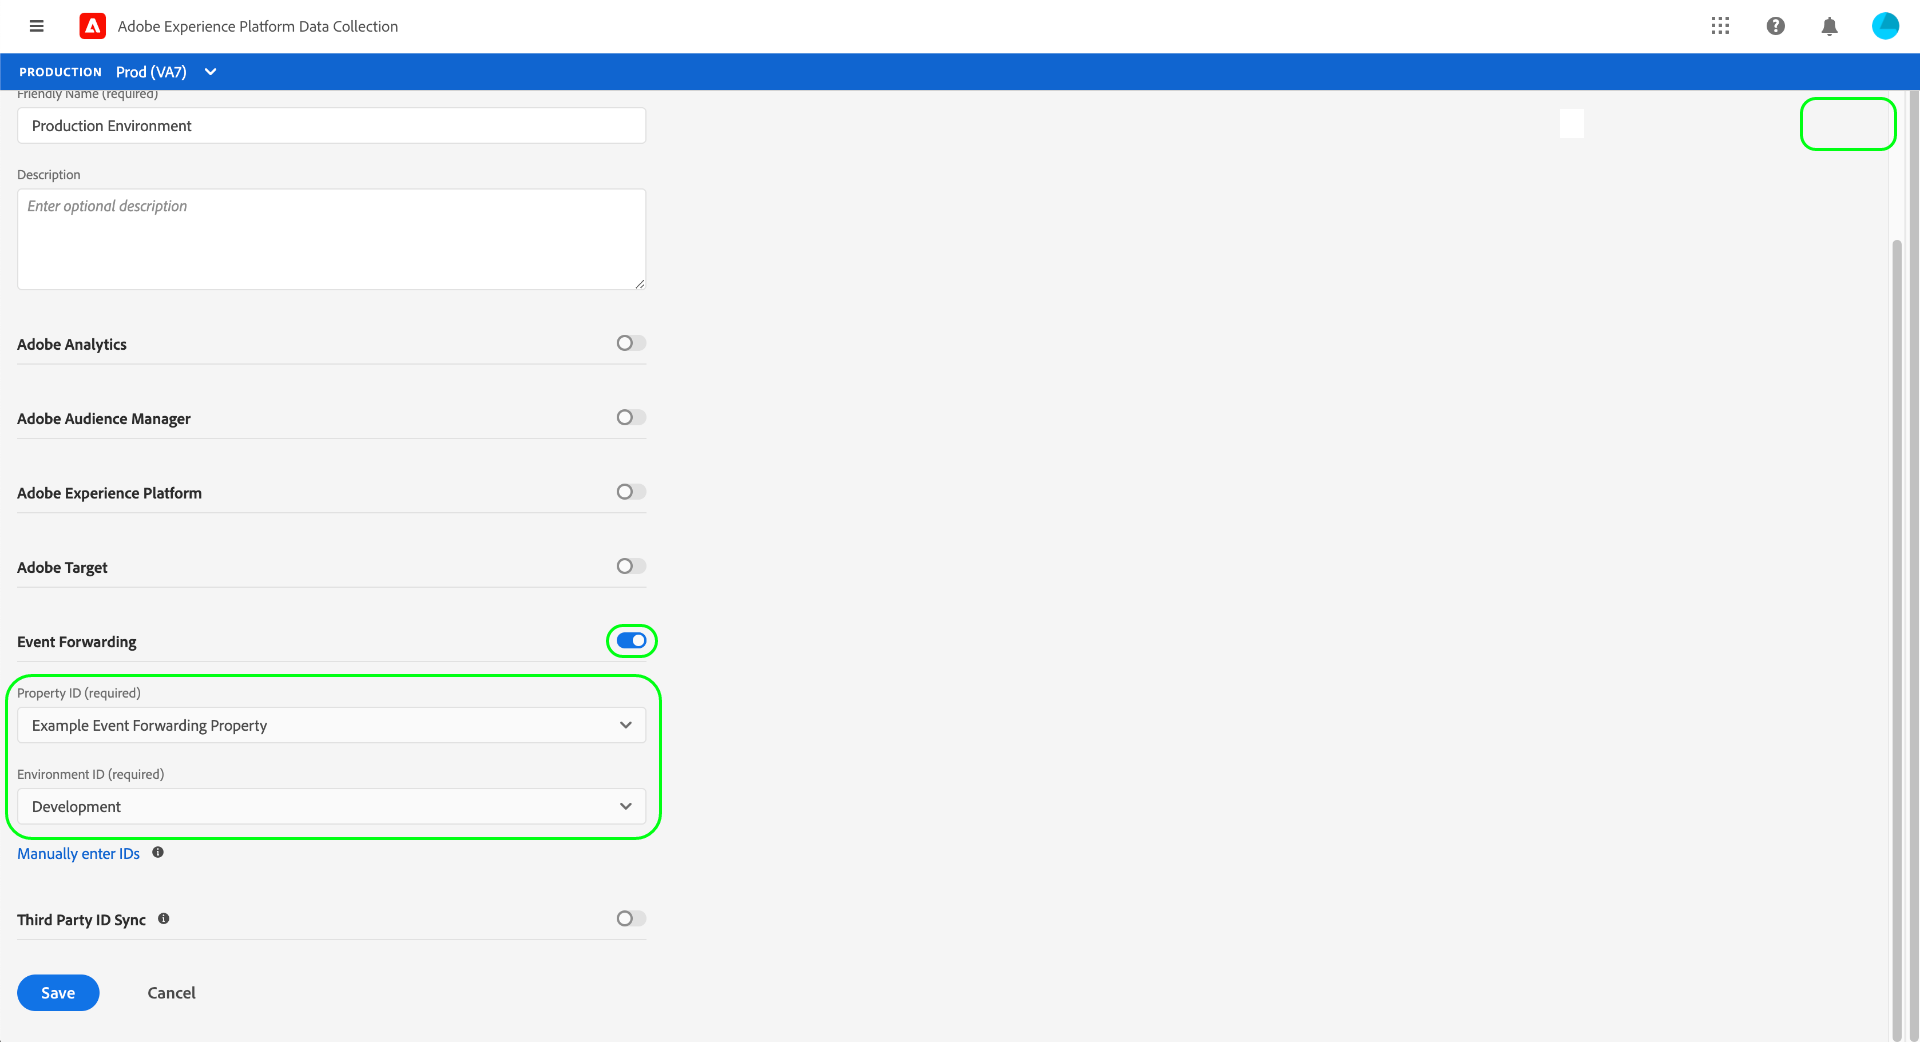 Adobe Experience Platform Data Collection
PRODUCTION Prod (VA7)
Friendly Name (required)
Production Environment
Description
Enter optional description
Adobe Analytics
Adobe Audience Manager
Adobe Experience Platform
Adobe Target
Event Forwarding
Property ID (required)
Example Event Forwarding Property
Environment ID (required)
Development
Manually enter IDs
Third Party ID Sync
Save Cancel